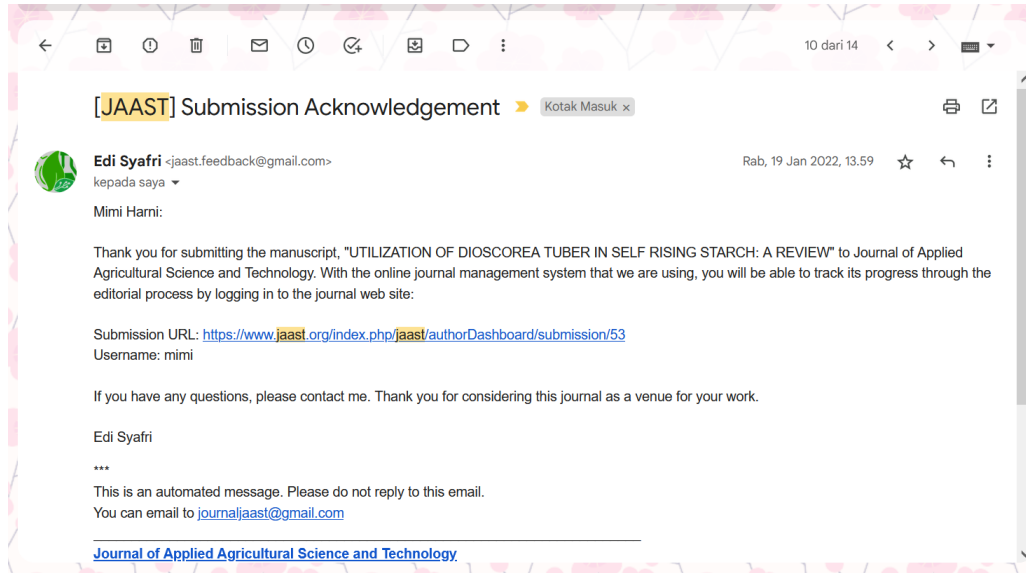 10 dari 14
[JAAST] Submission Acknowledgement Kotak Masuk ×
Edi Syafri <jaast.feedback@gmail.com> Rab, 19 Jan 2022, 13.59
kepada saya
Mimi Harni:
Thank you for submitting the manuscript, "UTILIZATION OF DIOSCOREA TUBER IN SELF RISING STARCH: A REVIEW" to Journal of Applied
Agricultural Science and Technology. With the online journal management system that we are using, you will be able to track its progress through the
editorial process by logging in to the journal web site:
Submission URL: https://www.jaast.org/index.php/jaast/authorDashboard/submission/53
Username: mimi
If you have any questions, please contact me. Thank you for considering this journal as a venue for your work.
Edi Syafri
***
This is an automated message. Please do not reply to this email.
You can email to journaljaast@gmail.com
Journal of Applied Agricultural Science and Technology